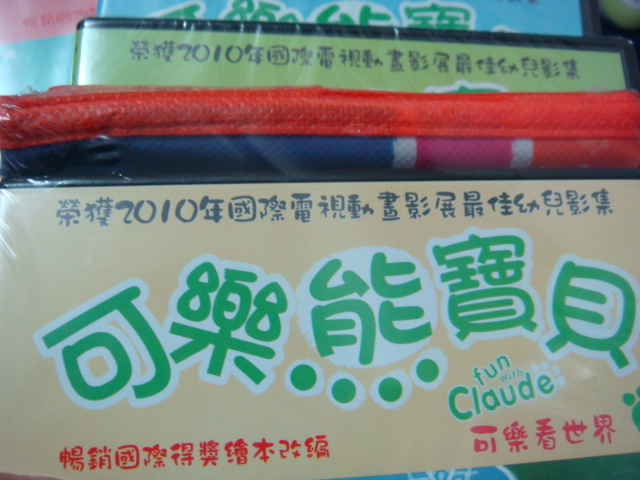 榮獲2010年國際電視動畫影展最佳幼兒影集
榮獲2010年國際電視動畫影展最佳幼兒影集
可樂能寶貝
fun
with
Claude
可樂看世界
暢銷國際得獎繪本改編